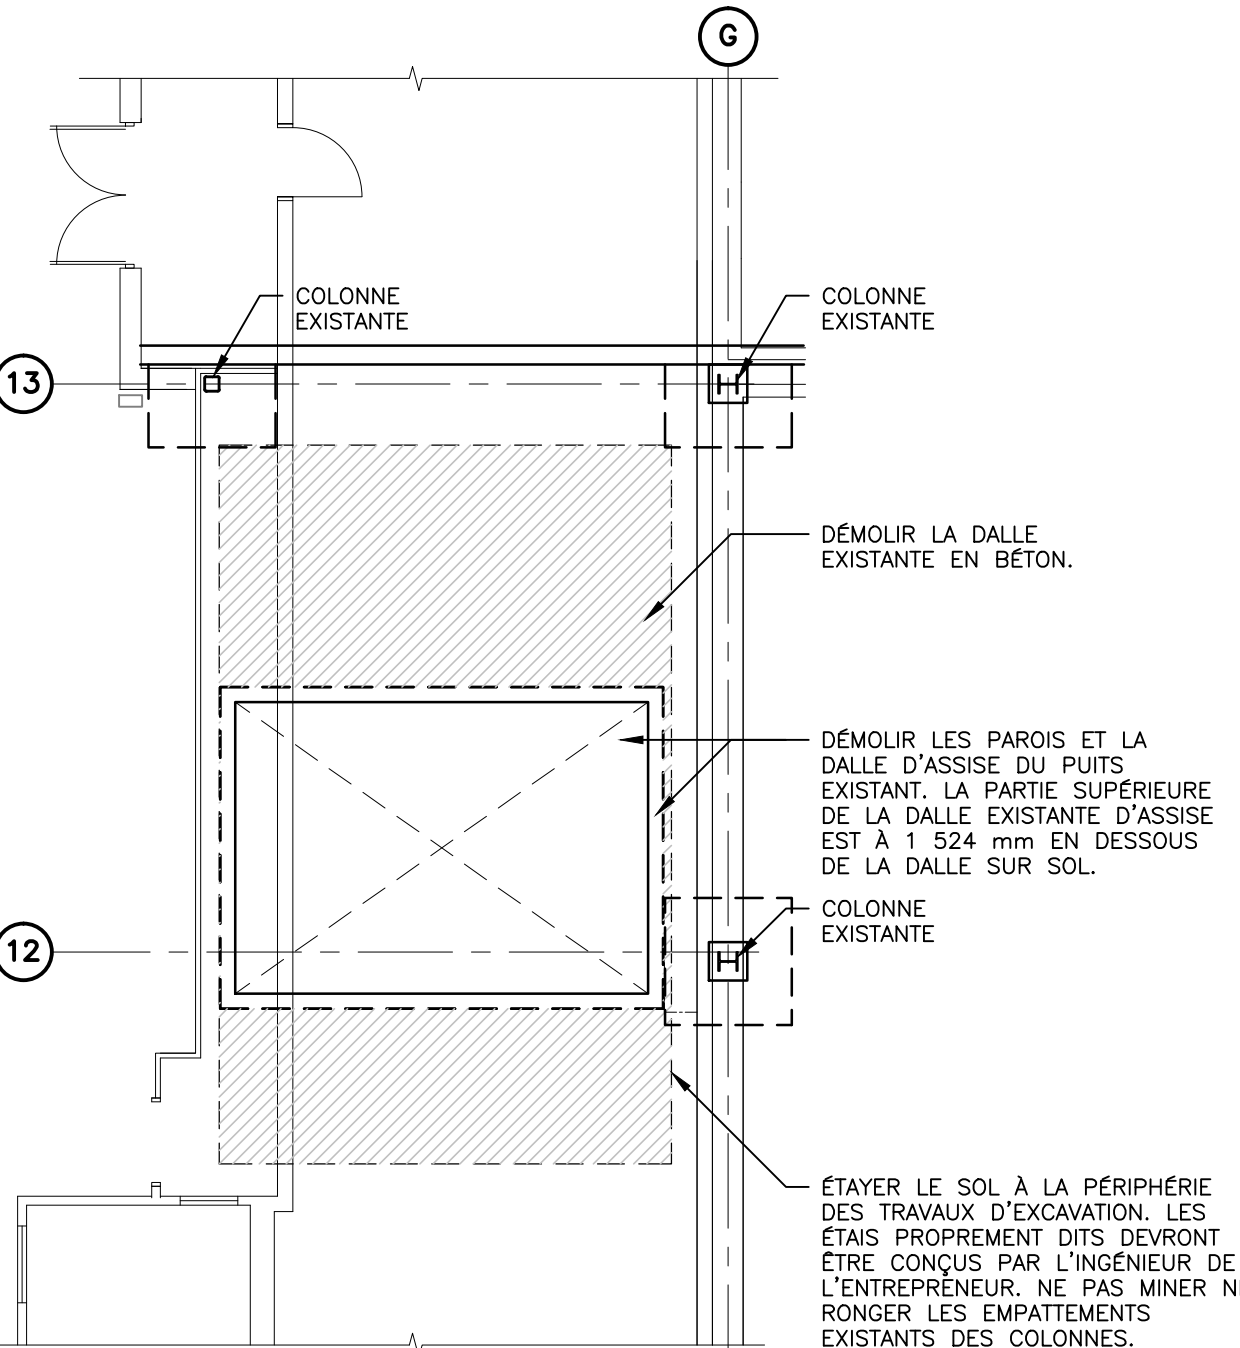 G
COLONNE
EXISTANTE
COLONNE
EXISTANTE
13
DÉMOLIR LA DALLE
EXISTANTE EN BÉTON.
DÉMOLIR LES PAROIS ET LA
DALLE D'ASSISE DU PUITS
EXISTANT. LA PARTIE SUPÉRIEURE
DE LA DALLE EXISTANTE D'ASSISE
EST À 1 524 mm EN DESSOUS
DE LA DALLE SUR SOL.
COLONNE
EXISTANTE
12
ÉTAYER LE SOL À LA PÉRIPHÉRIE
DES TRAVAUX D'EXCAVATION. LES
ÉTAIS PROPREMENT DITS DEVRONT
ÊTRE CONÇUS PAR L'INGÉNIEUR DE
L'ENTREPRENEUR. NE PAS MINER
RONGER LES EMPATTEMENTS
EXISTANTS DES COLONNES.